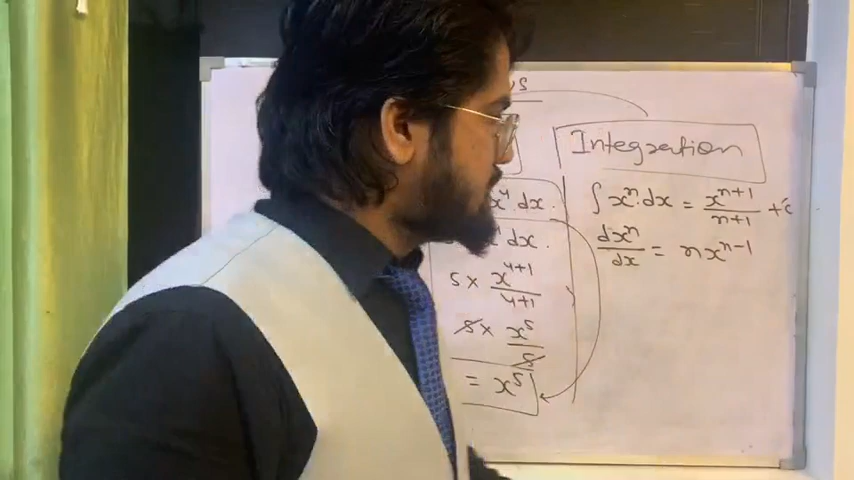 Integration
x⁴.dx.
∫xⁿ.dx = xⁿ⁺¹/n+1 + c
dx.
dxⁿ/dx = nxⁿ⁻¹
5 × x⁴⁺¹/4+1
5 × x⁵/5
= x⁵